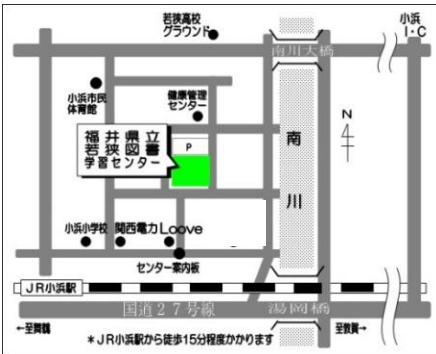 若狭高校
グラウンド
小浜
I・C
南川大橋
小浜市民
体育館
健康管理
センター
福井県立
若狭図書
学習センター
P
N
南
川
小浜小学校
関西電力
Loove
センター案内板
JR小浜駅
国道27号線
湯岡橋
←至舞鶴
至敦賀→
*JR小浜駅から徒歩15分程度かかります